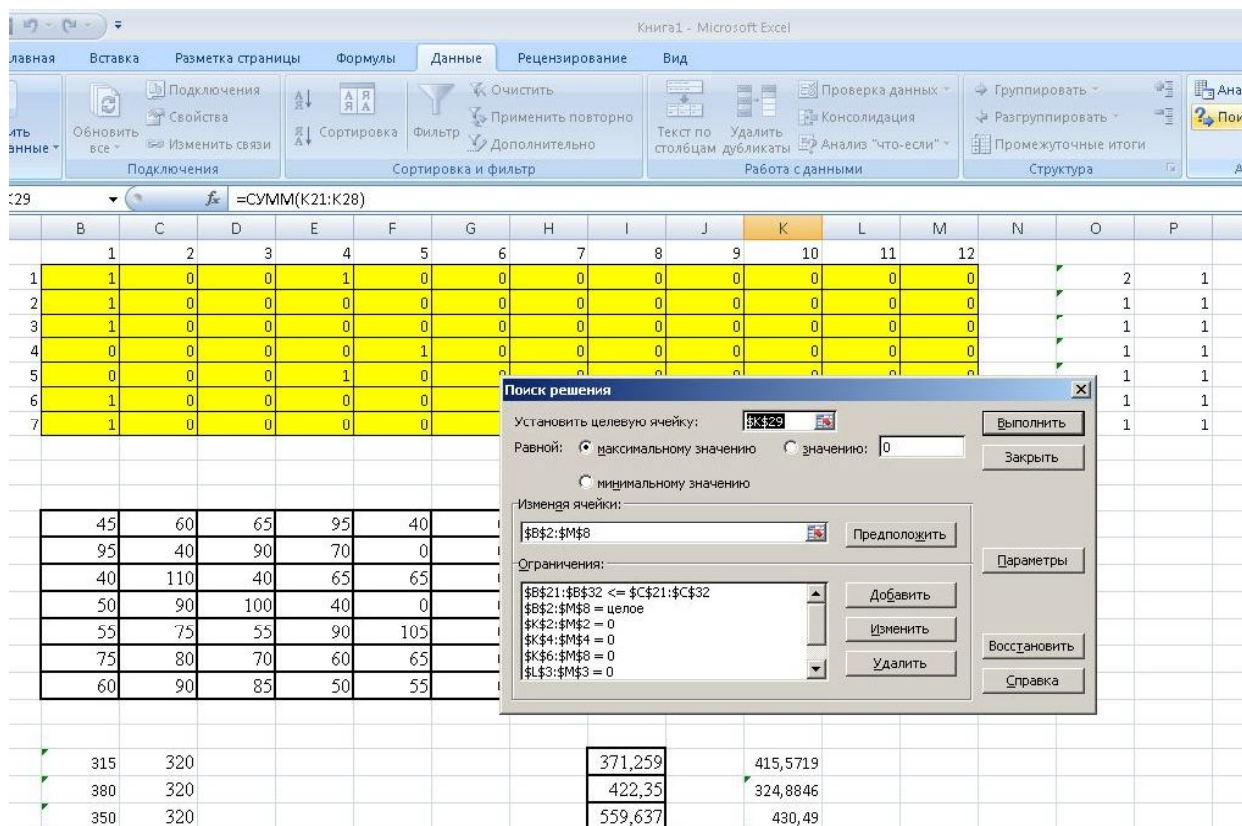 Книга1 - Microsoft Excel
лавная Вставка Разметка страницы Формулы Данные Рецензирование Вид
Обновить все
Подключения
Свойства
Изменить связи
Подключения
Сортировка
Фильтр
Очистить
Применить повторно
Дополнительно
Сортировка и фильтр
Текст по столбцам
Удалить дубликаты
Проверка данных
Консолидация
Анализ "что-если"
Работа с данными
Группировать
Разгруппировать
Промежуточные итоги
Структура
Ана
Пои
29 fx =СУММ(K21:K28)
B C D E F G H I J K L M N O P
1 2 3 4 5 6 7 8 9 10 11 12
1 1 0 0 1 0 0 0 0 0 0 0 0 2 1
2 1 0 0 0 0 0 0 0 0 0 0 0 1 1
3 1 0 0 0 0 0 0 0 0 0 0 0 1 1
4 0 0 0 0 1 0 0 0 0 0 0 0 1 1
5 0 0 0 1 0 1 1
6 1 0 0 0 0 1 1
7 1 0 0 0 0 1 1
45 60 65 95 40
95 40 90 70 0
40 110 40 65 65
50 90 100 40 0
55 75 55 90 105
75 80 70 60 65
60 90 85 50 55
Поиск решения
Установить целевую ячейку: $K$29
Равной: максимальному значению значению: 0
минимальному значению
Изменяя ячейки:
$B$2:$M$8
Предположить
Ограничения:
$B$21:$B$32 <= $C$21:$C$32
$B$2:$M$8 = целое
$K$2:$M$2 = 0
$K$4:$M$4 = 0
$K$6:$M$8 = 0
$L$3:$M$3 = 0
Добавить
Изменить
Удалить
Выполнить
Закрыть
Параметры
Восстановить
Справка
315 320 371,259 415,5719
380 320 422,35 324,8846
350 320 559,637 430,49